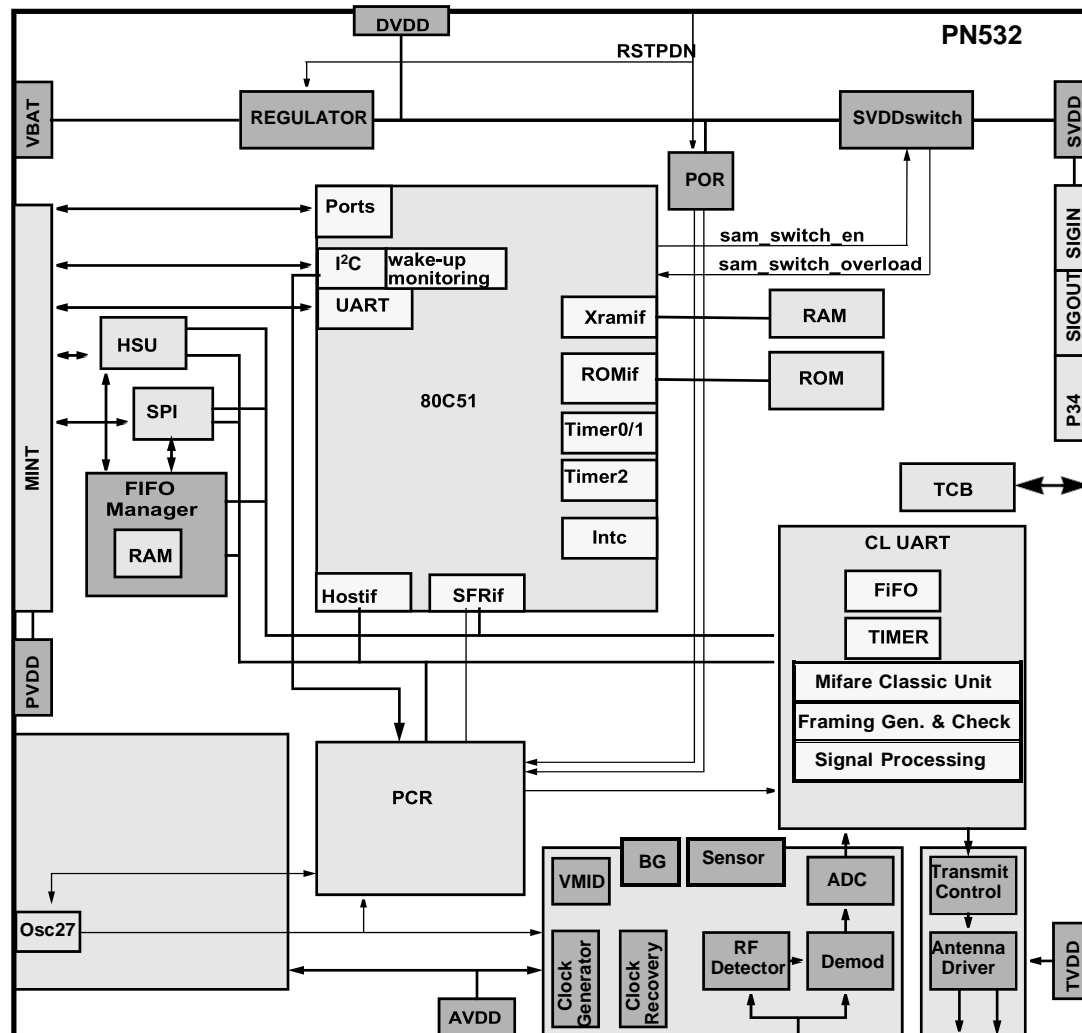 DVDD
PN532
RSTPDN
VBAT
REGULATOR
SVDDswitch
SVDD
POR
Ports
SIGIN
sam_switch_en
I²C
wake-up
monitoring
sam_switch_overload
UART
Xramif
RAM
SIGOUT
HSU
ROMif
ROM
80C51
SPI
P34
Timer0/1
MINT
Timer2
FIFO
Manager
TCB
RAM
Intc
CL UART
Hostif
SFRif
FiFO
TIMER
PVDD
Mifare Classic Unit
Framing Gen. & Check
Signal Processing
PCR
BG
Sensor
VMID
ADC
Transmit
Control
Osc27
Clock
Generator
Clock
Recovery
RF
Detector
Demod
Antenna
Driver
TVDD
AVDD